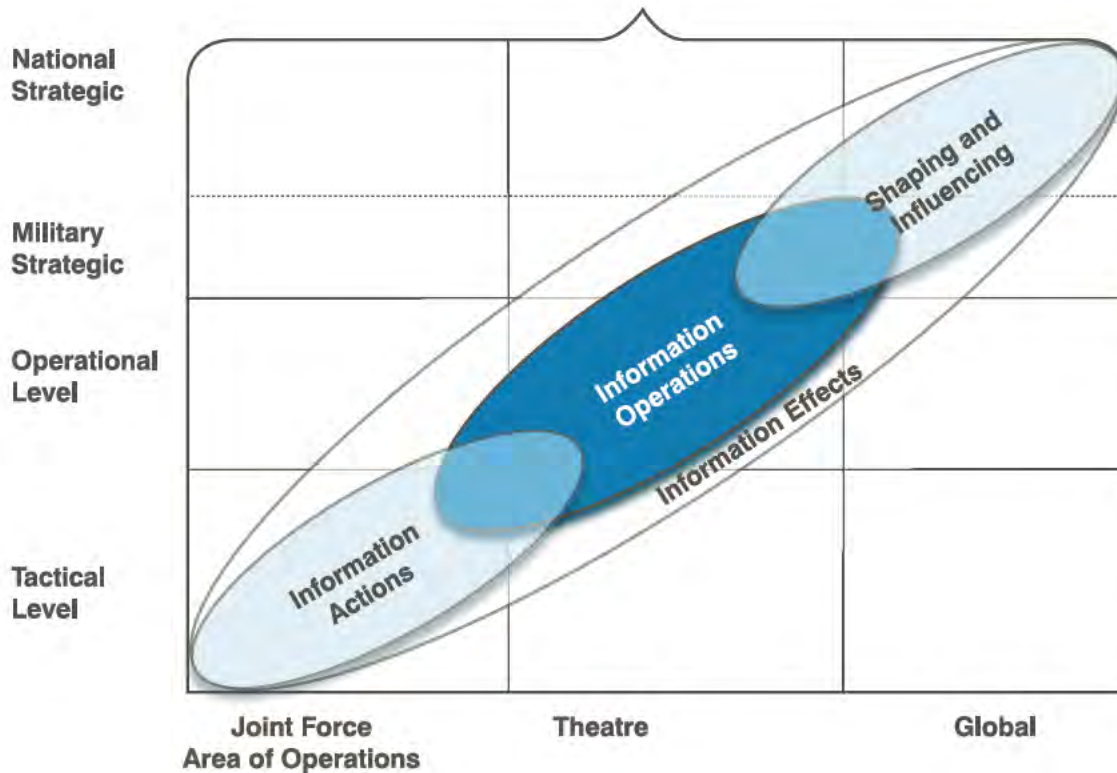 National
Strategic
Shaping and
Influencing
Military
Strategic
Information
Operations
Operational
Level
Information Effects
Information
Actions
Tactical
Level
Joint Force
Area of Operations
Theatre
Global